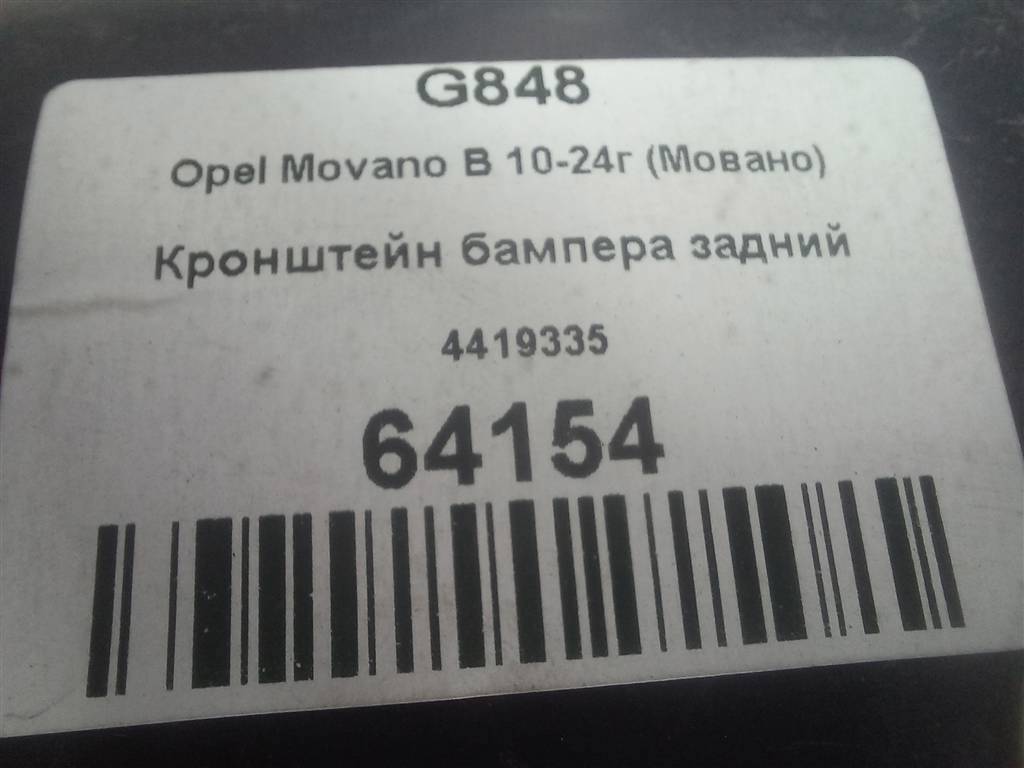 G848
Opel Movano B 10-24г (Мовано)
Кронштейн бампера задний
4419335
64154